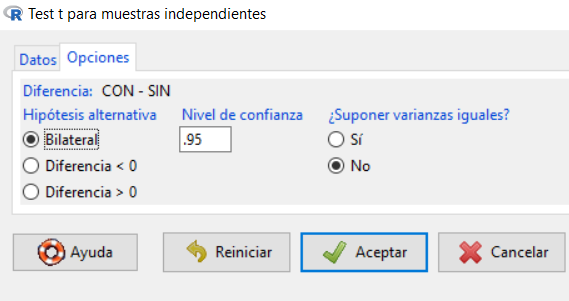 Test t para muestras independientes
Datos Opciones
Diferencia: CON - SIN
Hipótesis alternativa Nivel de confianza ¿Suponer varianzas iguales?
Bilateral .95 Sí
Diferencia < 0 No
Diferencia > 0
Ayuda Reiniciar Aceptar Cancelar